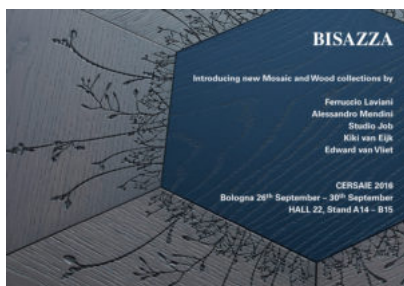 BISAZZA
Introducing new Mosaic and Wood collections by
Ferruccio Laviani
Alessandro Mendini
Studio Job
Kiki van Eijk
Edward van Vliet
CERSAIE 2016
Bologna 26th September – 30th September
HALL 22, Stand A14 – B15